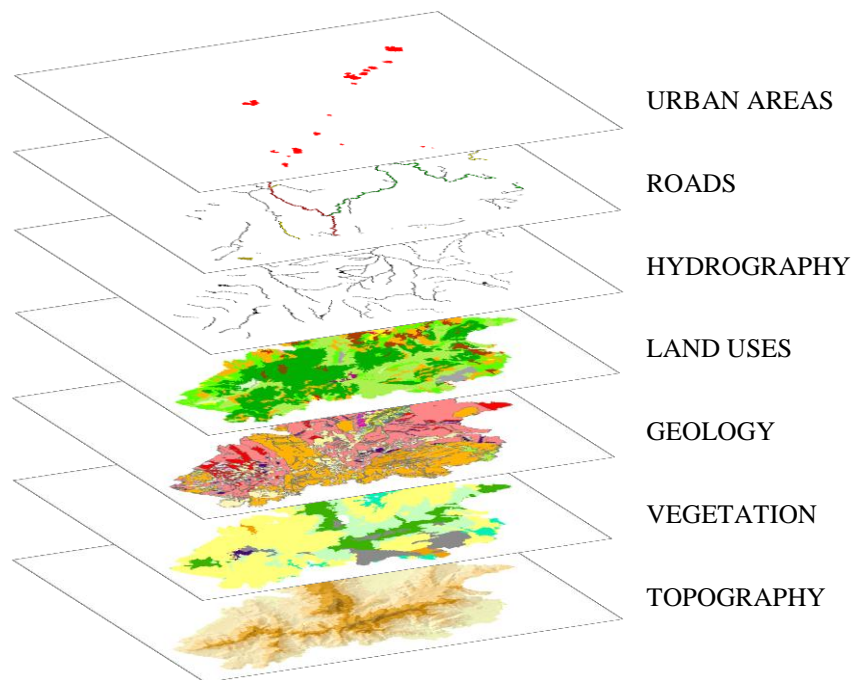 URBAN AREAS
ROADS
HYDROGRAPHY
LAND USES
GEOLOGY
VEGETATION
TOPOGRAPHY